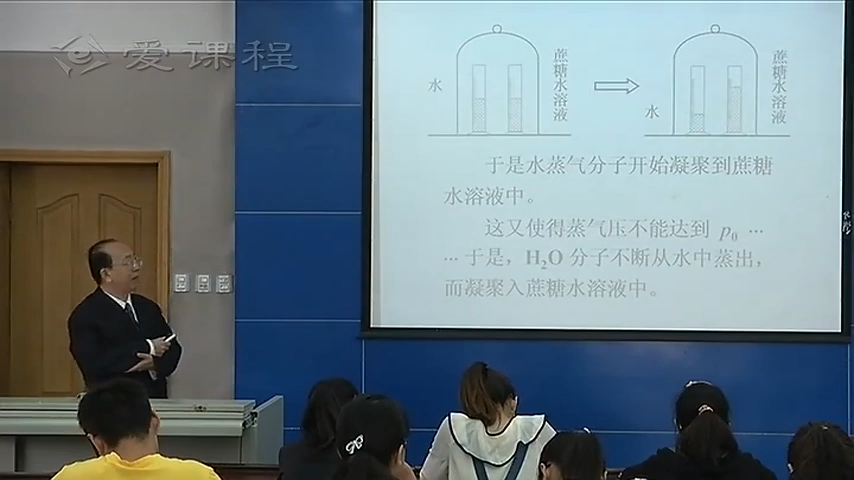 爱课程
水
蔗糖水溶液
水
蔗糖水溶液
于是水蒸气分子开始凝聚到蔗糖
水溶液中。
这又使得蒸气压不能达到 p₀ …
… 于是，H₂O 分子不断从水中蒸出，
而凝聚入蔗糖水溶液中。